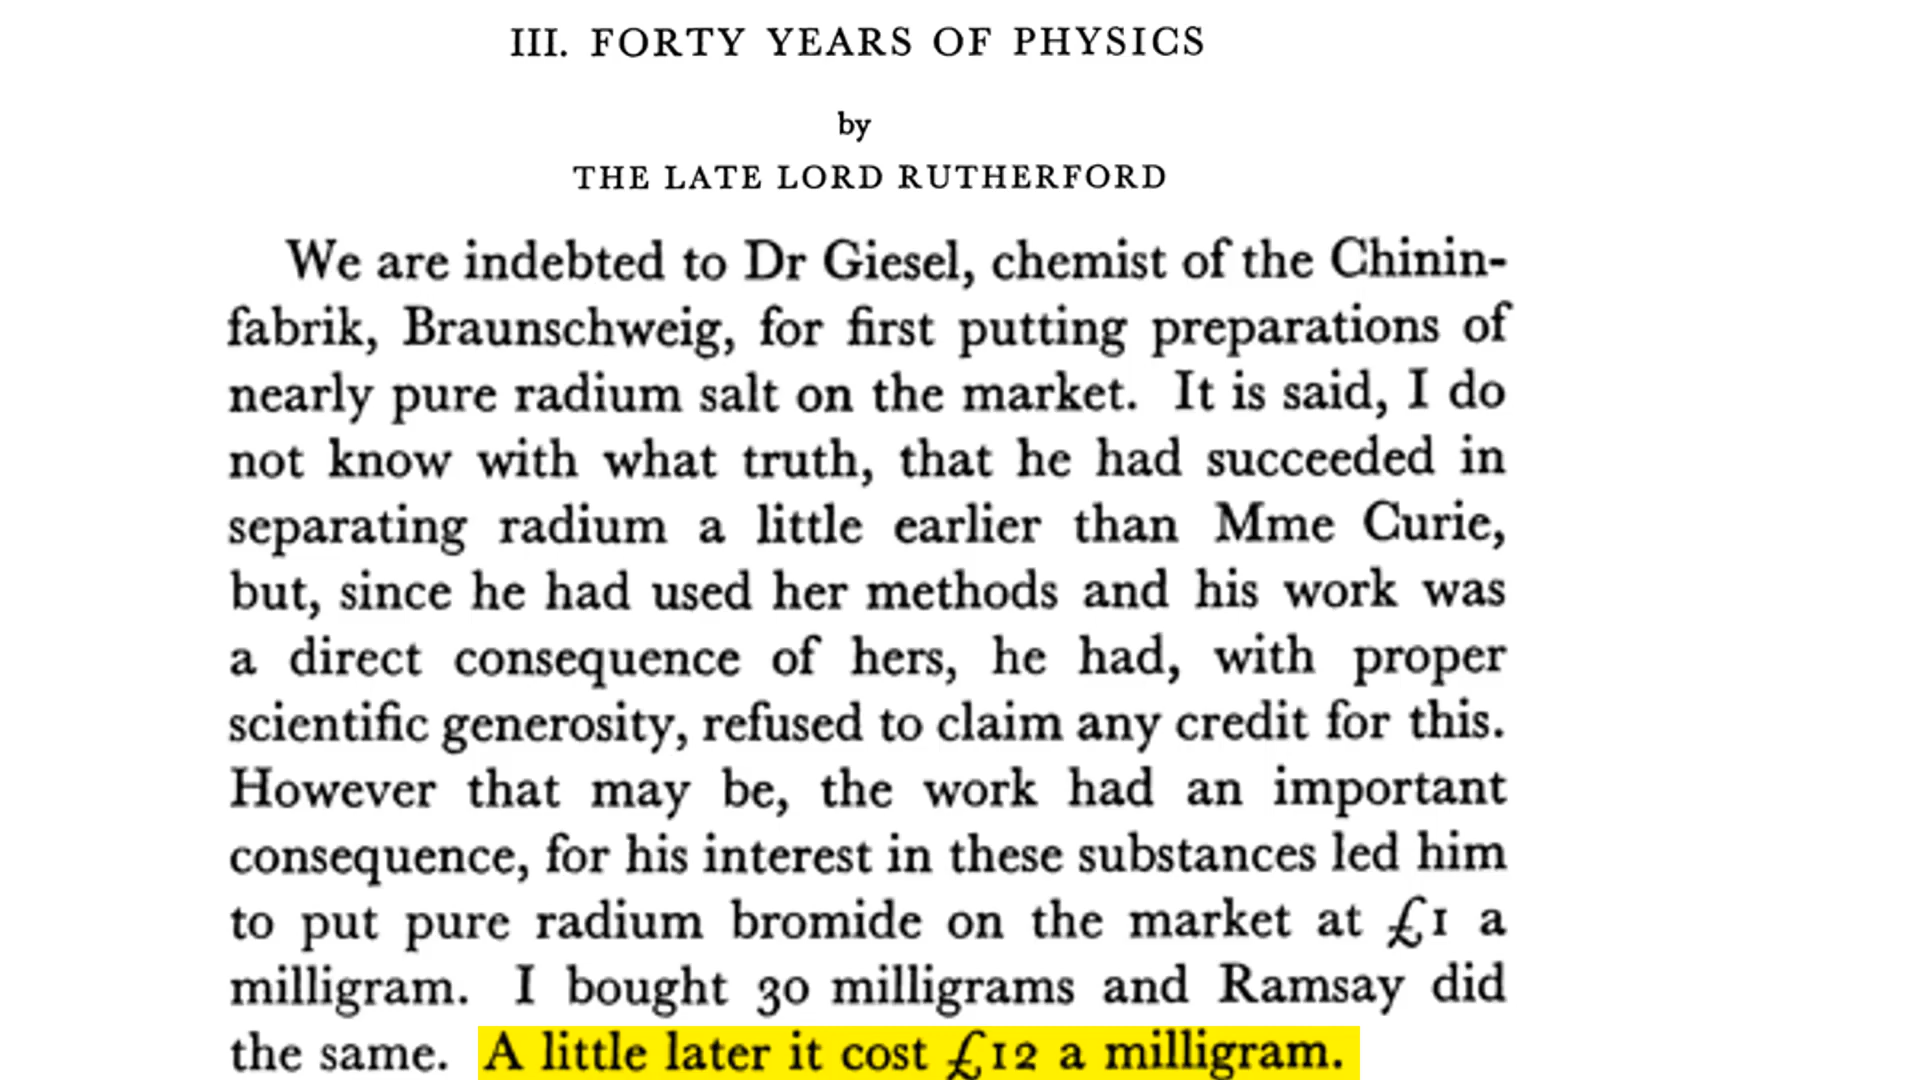 III. FORTY YEARS OF PHYSICS
by
THE LATE LORD RUTHERFORD
We are indebted to Dr Giesel, chemist of the Chinin-
fabrik, Braunschweig, for first putting preparations of
nearly pure radium salt on the market. It is said, I do
not know with what truth, that he had succeeded in
separating radium a little earlier than Mme Curie,
but, since he had used her methods and his work was
a direct consequence of hers, he had, with proper
scientific generosity, refused to claim any credit for this.
However that may be, the work had an important
consequence, for his interest in these substances led him
to put pure radium bromide on the market at £1 a
milligram. I bought 30 milligrams and Ramsay did
the same. A little later it cost £12 a milligram.